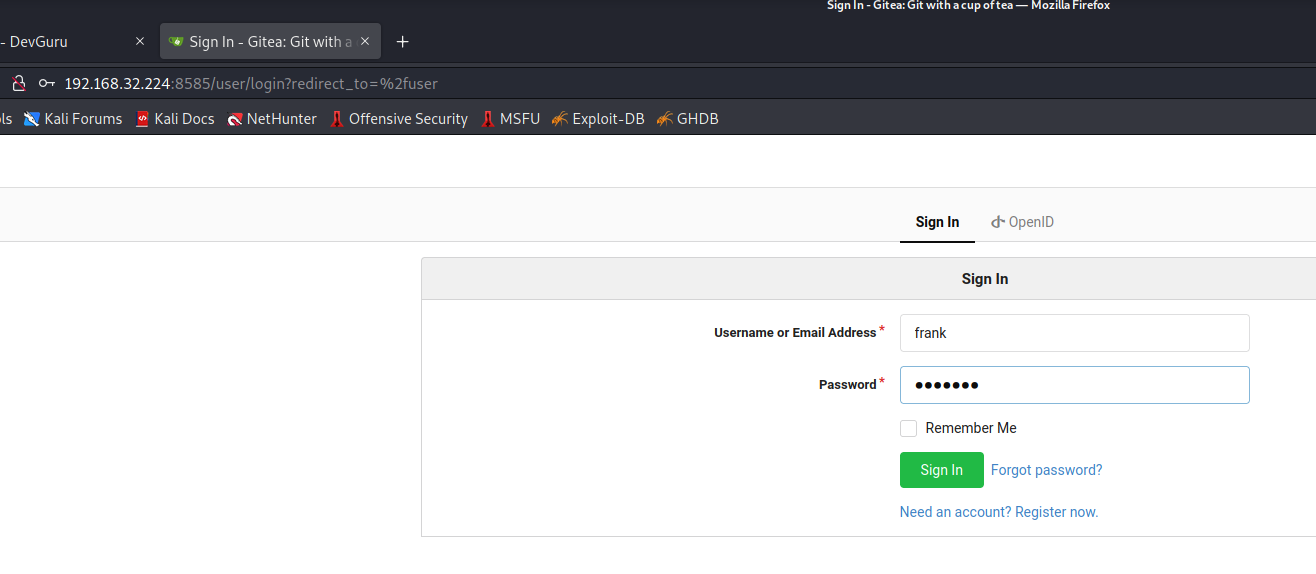 Sign In - Gitea: Git with a cup of tea — Mozilla Firefox
- DevGuru × Sign In - Gitea: Git with a × +
192.168.32.224:8585/user/login?redirect_to=%2fuser
ls Kali Forums Kali Docs NetHunter Offensive Security MSFU Exploit-DB GHDB
Sign In OpenID
Sign In
Username or Email Address * frank
Password * ●●●●●●●
Remember Me
Sign In Forgot password?
Need an account? Register now.